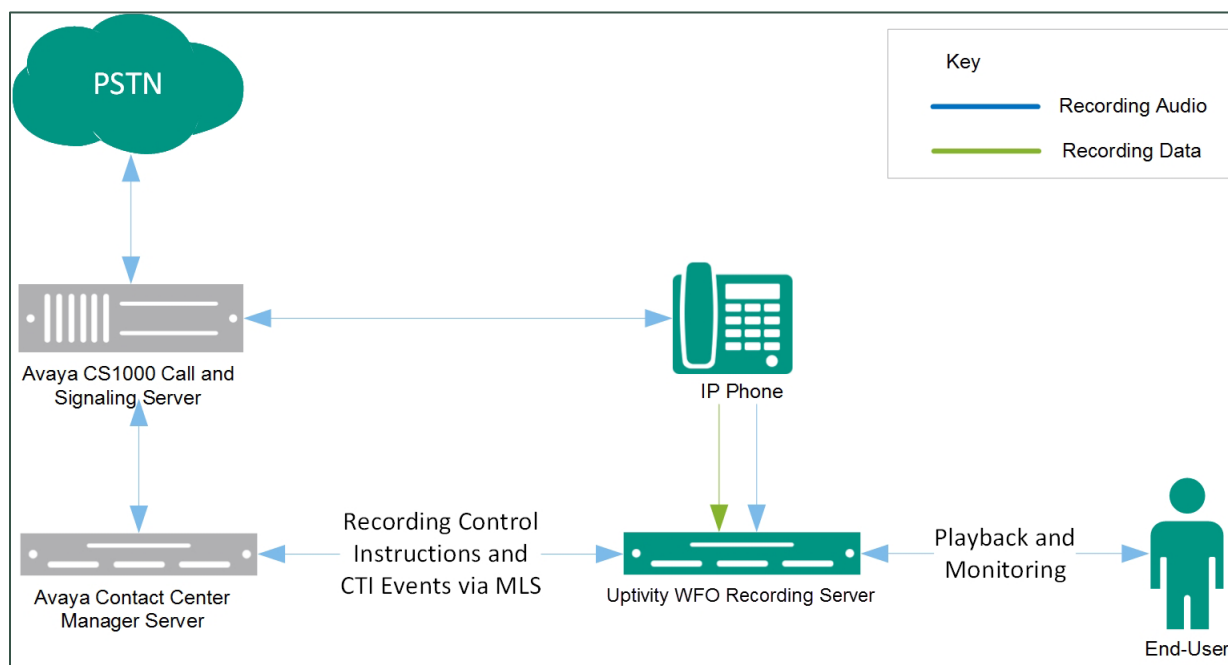 PSTN
Key
Recording Audio
Recording Data
Avaya CS1000 Call and
Signaling Server
IP Phone
Recording Control
Instructions and
CTI Events via MLS
Playback and
Monitoring
Avaya Contact Center
Manager Server
Uptivity WFO Recording Server
End-User